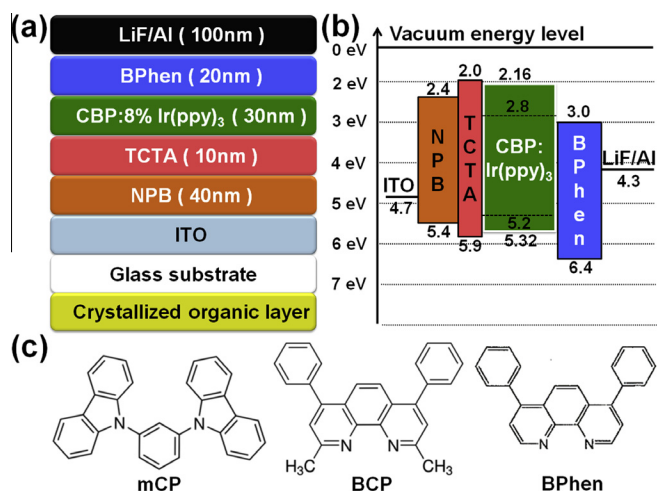 (a)
LiF/Al ( 100nm )
BPhen ( 20nm )
CBP:8% Ir(ppy)₃ ( 30nm )
TCTA ( 10nm )
NPB ( 40nm )
ITO
Glass substrate
Crystallized organic layer
(b)
Vacuum energy level
0 eV
2 eV
3 eV
4 eV
5 eV
6 eV
7 eV
ITO
4.7
2.4
NPB
5.4
2.0
TCTA
5.9
2.16
2.8
CBP:
Ir(ppy)₃
5.2
5.32
3.0
BPhen
6.4
LiF/Al
4.3
(c)
N
N
mCP
N
N
H₃C
CH₃
BCP
N
N
BPhen